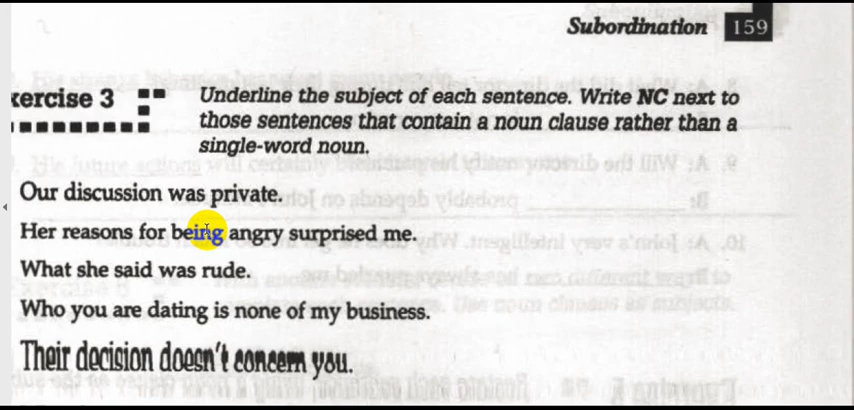 Subordination 159
xercise 3
Underline the subject of each sentence. Write NC next to
those sentences that contain a noun clause rather than a
single-word noun.
Our discussion was private.
Her reasons for being angry surprised me.
What she said was rude.
Who you are dating is none of my business.
Their decision doesn't concern you.